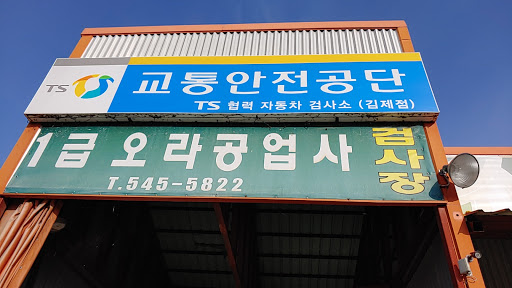 TS 교통안전공단
TS 협력 자동차 검사소 (김제점)
1급 오라공업사
검사장
T.545-5822